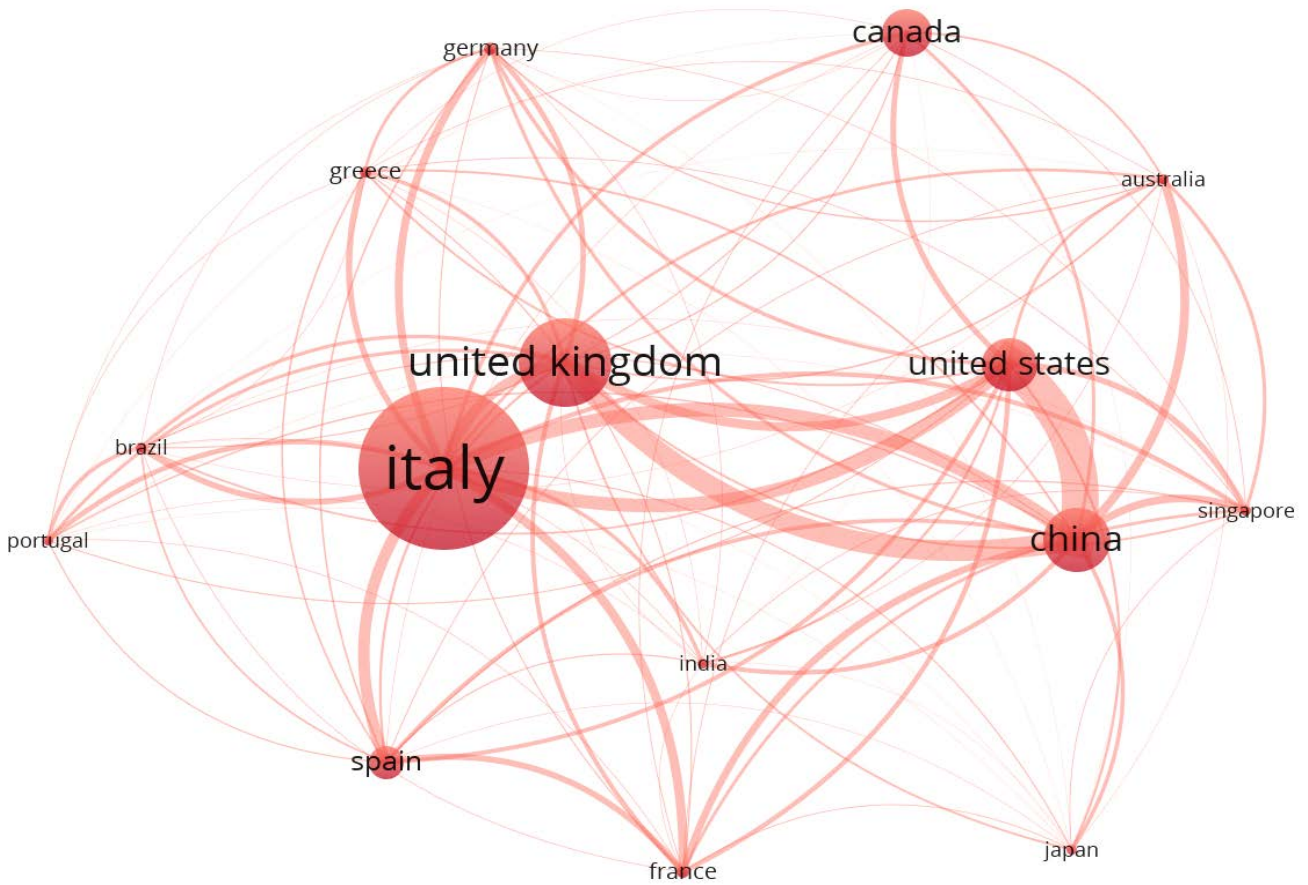 canada
germany
greece
australia
united kingdom
united states
brazil
italy
singapore
portugal
china
india
spain
japan
france